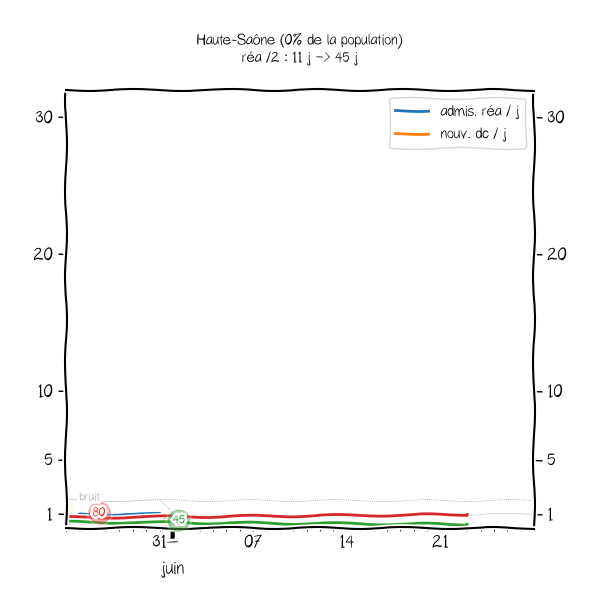 Haute-Saône (0% de la population)
réa /2 : 11 j -> 45 j
admis. réa / j
nouv. dc / j
30
30
20
20
10
10
5
5
bruit
80
45
1
1
31
07
14
21
juin